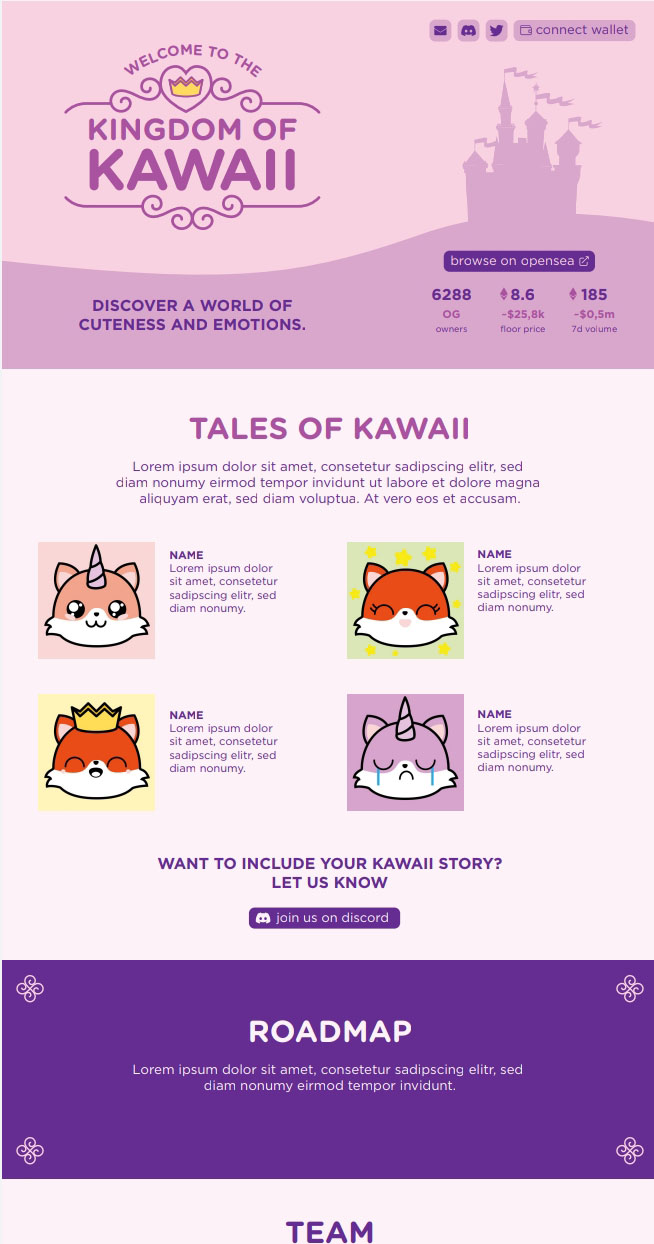 connect wallet
WELCOME TO THE
KINGDOM OF
KAWAII
browse on opensea
DISCOVER A WORLD OF
CUTENESS AND EMOTIONS.
6288 8.6 185
OG ~$25,8k ~$0,5m
owners floor price 7d volume
TALES OF KAWAII
Lorem ipsum dolor sit amet, consetetur sadipscing elitr, sed
diam nonumy eirmod tempor invidunt ut labore et dolore magna
aliquyam erat, sed diam voluptua. At vero eos et accusam.
NAME
Lorem ipsum dolor
sit amet, consetetur
sadipscing elitr, sed
diam nonumy.
NAME
Lorem ipsum dolor
sit amet, consetetur
sadipscing elitr, sed
diam nonumy.
NAME
Lorem ipsum dolor
sit amet, consetetur
sadipscing elitr, sed
diam nonumy.
NAME
Lorem ipsum dolor
sit amet, consetetur
sadipscing elitr, sed
diam nonumy.
WANT TO INCLUDE YOUR KAWAII STORY?
LET US KNOW
join us on discord
ROADMAP
Lorem ipsum dolor sit amet, consetetur sadipscing elitr, sed
diam nonumy eirmod tempor invidunt.
TEAM